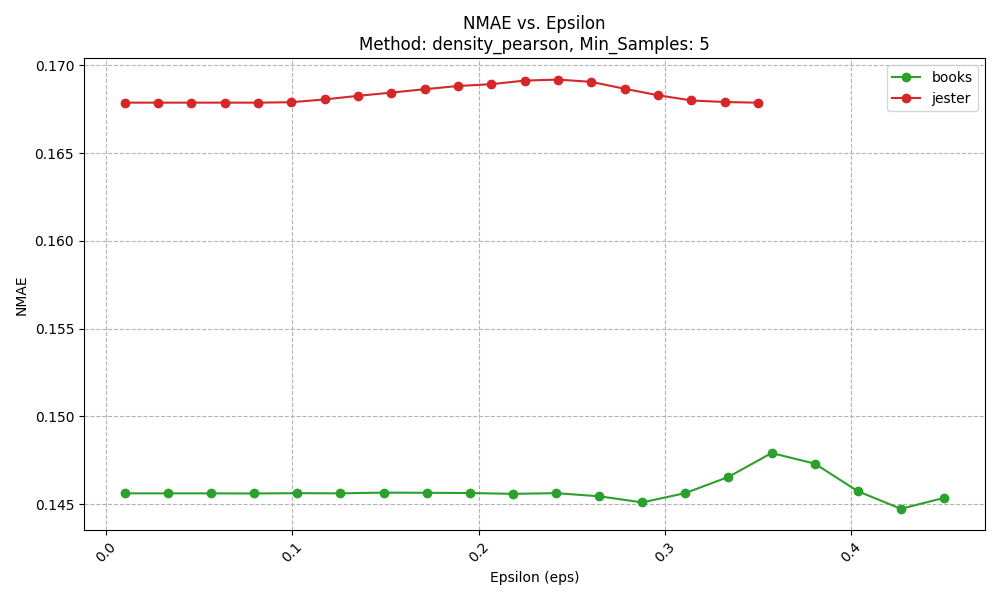 NMAE vs. Epsilon
Method: density_pearson, Min_Samples: 5
books
jester
NMAE
0.170
0.165
0.160
0.155
0.150
0.145
0.0
0.1
0.2
0.3
0.4
Epsilon (eps)